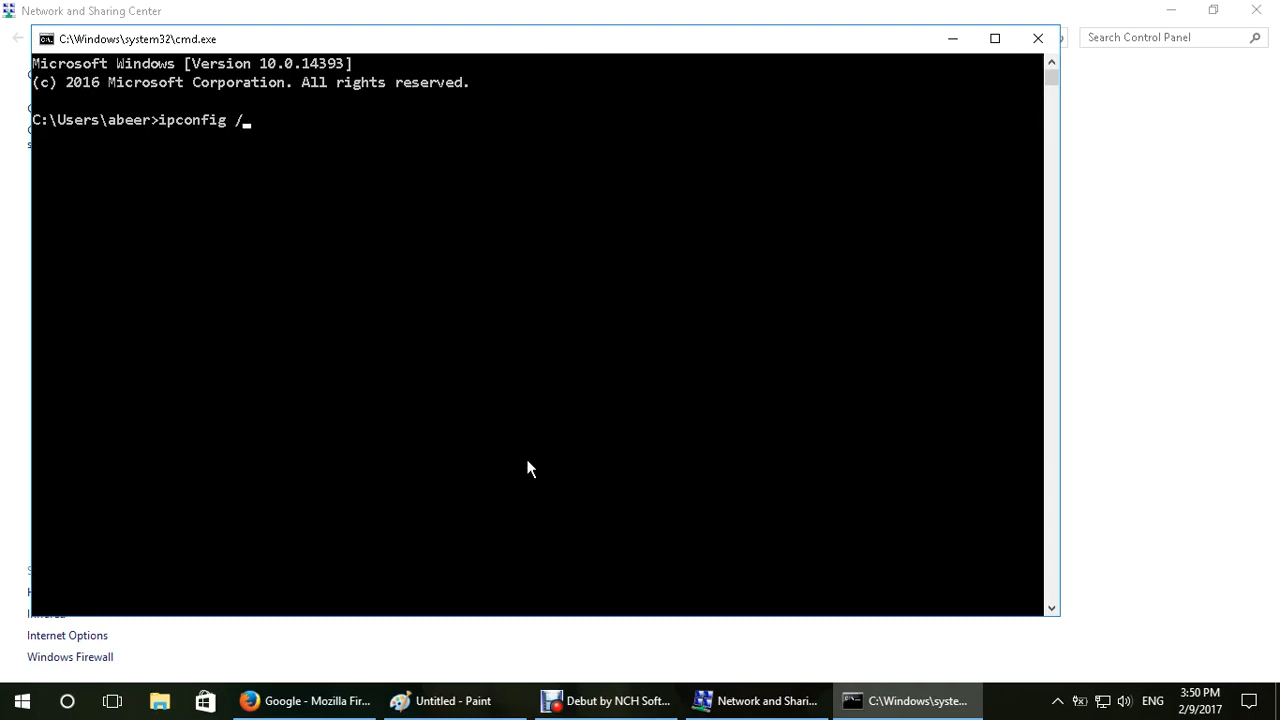 Network and Sharing Center
Search Control Panel
C:\Windows\system32\cmd.exe
Microsoft Windows [Version 10.0.14393]
(c) 2016 Microsoft Corporation. All rights reserved.
C:\Users\abeer>ipconfig /
Internet Options
Windows Firewall
Google - Mozilla Fir...
Untitled - Paint
Debut by NCH Soft...
Network and Shari...
C:\Windows\syste...
ENG
3:50 PM
2/9/2017